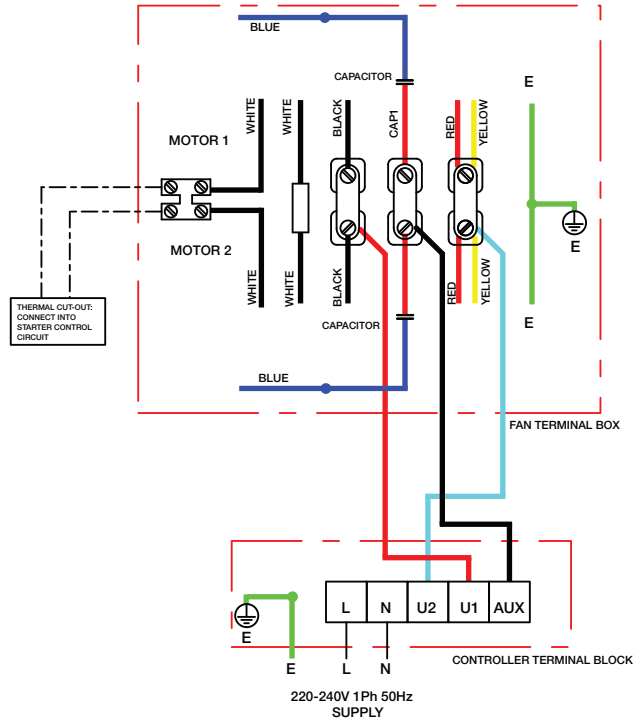 BLUE
CAPACITOR
E
WHITE
WHITE
BLACK
CAP1
RED
YELLOW
MOTOR 1
E
MOTOR 2
WHITE
WHITE
BLACK
RED
YELLOW
THERMAL CUT-OUT:
CONNECT INTO
STARTER CONTROL
CIRCUIT
CAPACITOR
E
BLUE
FAN TERMINAL BOX
L
N
U2
U1
AUX
E
E
L
N
CONTROLLER TERMINAL BLOCK
220-240V 1Ph 50Hz
SUPPLY